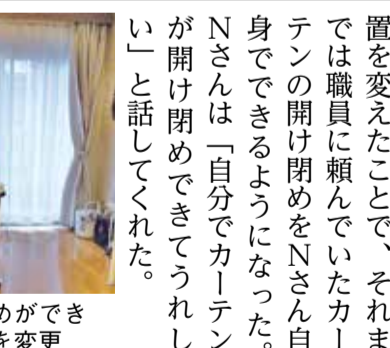 置を変えたことで、それま
では職員に頼んでいたカー
テンの開け閉めをNさん自
身でできるようになった。
Nさんは「自分でカーテン
が開け閉めできてうれし
い」と話してくれた。
めができ
を変更